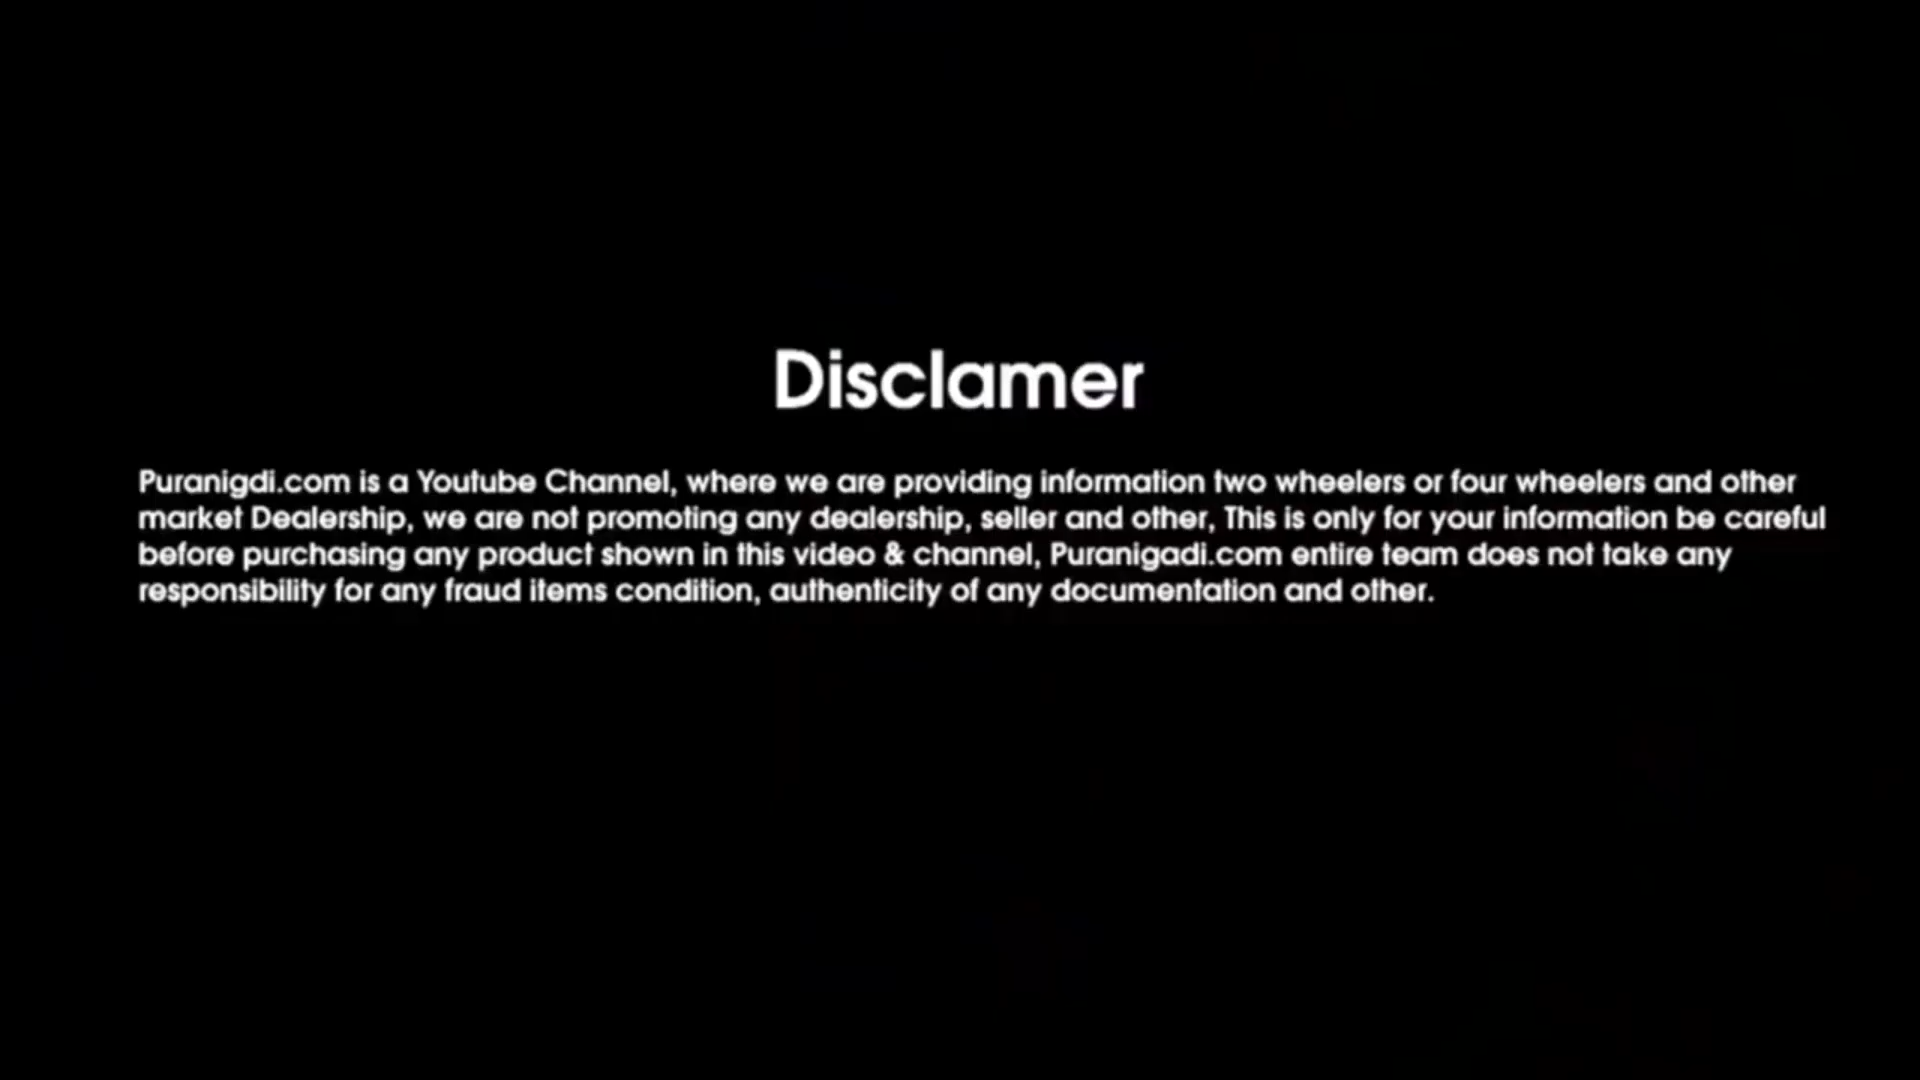 Disclamer
Puranigdi.com is a Youtube Channel, where we are providing information two wheelers or four wheelers and other
market Dealership, we are not promoting any dealership, seller and other, This is only for your information be careful
before purchasing any product shown in this video & channel, Puranigadi.com entire team does not take any
responsibility for any fraud items condition, authenticity of any documentation and other.